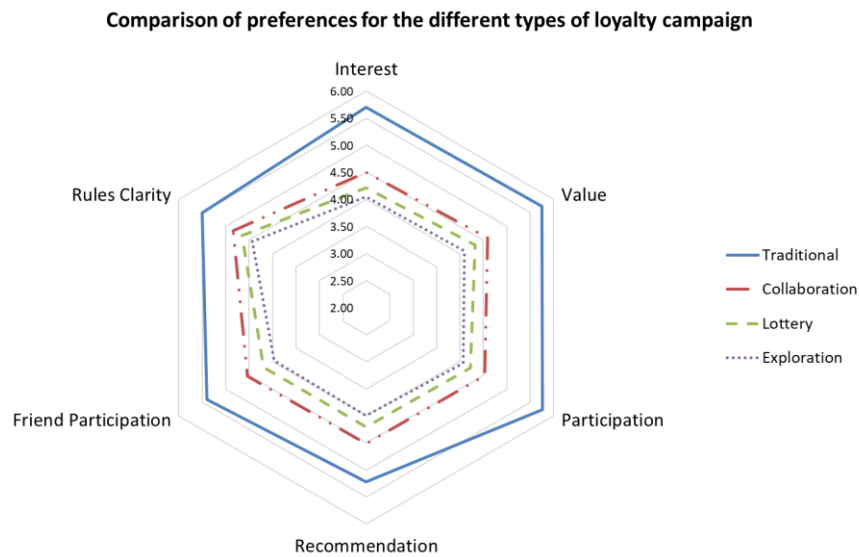 Comparison of preferences for the different types of loyalty campaign
Interest
6.00
5.50
5.00
4.50
4.00
3.50
3.00
2.50
2.00
Rules Clarity
Value
Friend Participation
Participation
Recommendation
Traditional
Collaboration
Lottery
Exploration